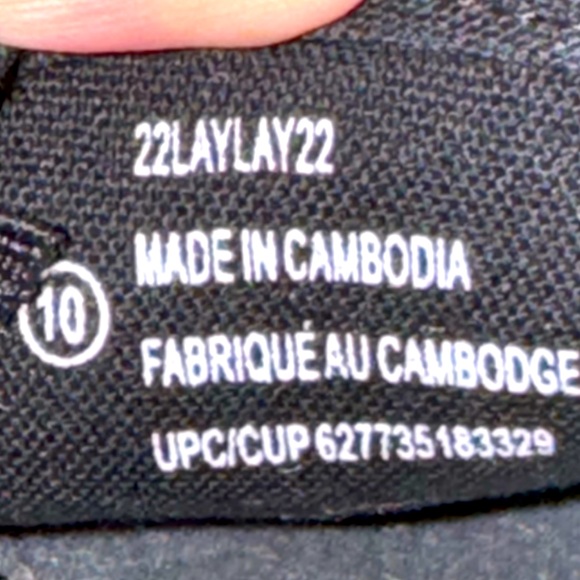 22LAYLAY22
MADE IN CAMBODIA
10
FABRIQUÉ AU CAMBODGE
UPC/CUP 627735183329